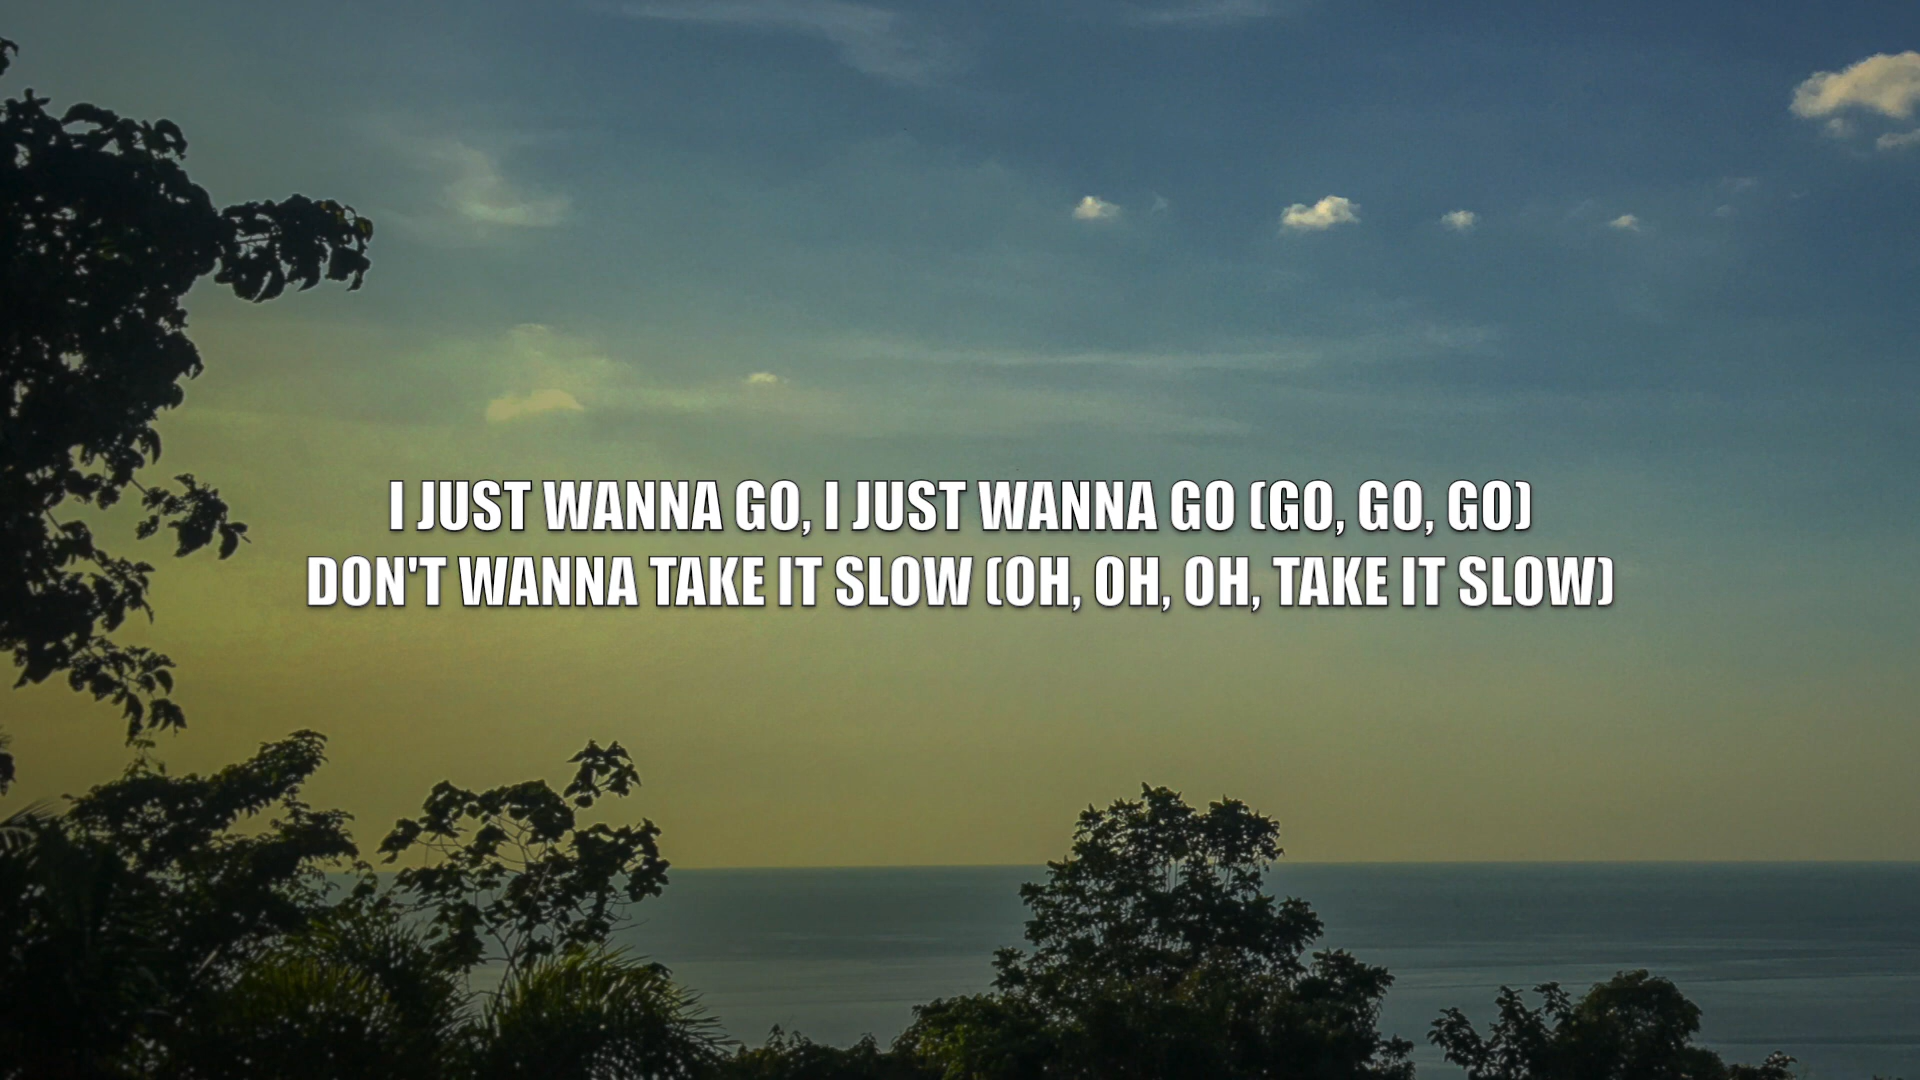 I JUST WANNA GO, I JUST WANNA GO (GO, GO, GO)
DON'T WANNA TAKE IT SLOW (OH, OH, OH, TAKE IT SLOW)